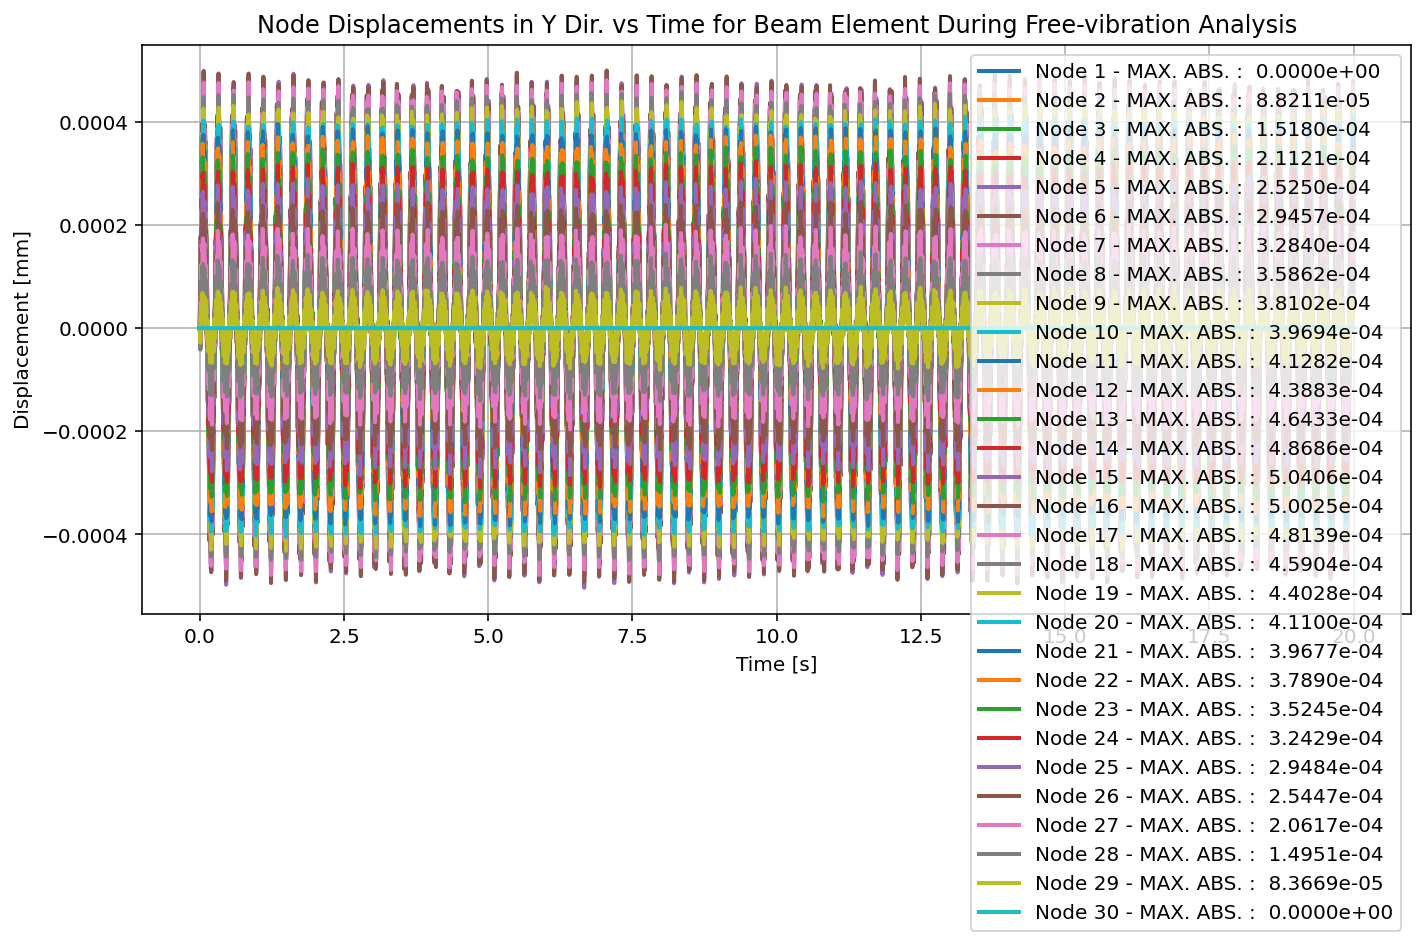 Node Displacements in Y Dir. vs Time for Beam Element During Free-vibration Analysis
Displacement [mm]
0.0004
0.0002
0.0000
−0.0002
−0.0004
0.0
2.5
5.0
7.5
10.0
12.5
15.0
17.5
20.0
Time [s]
Node 1 - MAX. ABS. : 0.0000e+00
Node 2 - MAX. ABS. : 8.8211e-05
Node 3 - MAX. ABS. : 1.5180e-04
Node 4 - MAX. ABS. : 2.1121e-04
Node 5 - MAX. ABS. : 2.5250e-04
Node 6 - MAX. ABS. : 2.9457e-04
Node 7 - MAX. ABS. : 3.2840e-04
Node 8 - MAX. ABS. : 3.5862e-04
Node 9 - MAX. ABS. : 3.8102e-04
Node 10 - MAX. ABS. : 3.9694e-04
Node 11 - MAX. ABS. : 4.1282e-04
Node 12 - MAX. ABS. : 4.3883e-04
Node 13 - MAX. ABS. : 4.6433e-04
Node 14 - MAX. ABS. : 4.8686e-04
Node 15 - MAX. ABS. : 5.0406e-04
Node 16 - MAX. ABS. : 5.0025e-04
Node 17 - MAX. ABS. : 4.8139e-04
Node 18 - MAX. ABS. : 4.5904e-04
Node 19 - MAX. ABS. : 4.4028e-04
Node 20 - MAX. ABS. : 4.1100e-04
Node 21 - MAX. ABS. : 3.9677e-04
Node 22 - MAX. ABS. : 3.7890e-04
Node 23 - MAX. ABS. : 3.5245e-04
Node 24 - MAX. ABS. : 3.2429e-04
Node 25 - MAX. ABS. : 2.9484e-04
Node 26 - MAX. ABS. : 2.5447e-04
Node 27 - MAX. ABS. : 2.0617e-04
Node 28 - MAX. ABS. : 1.4951e-04
Node 29 - MAX. ABS. : 8.3669e-05
Node 30 - MAX. ABS. : 0.0000e+00